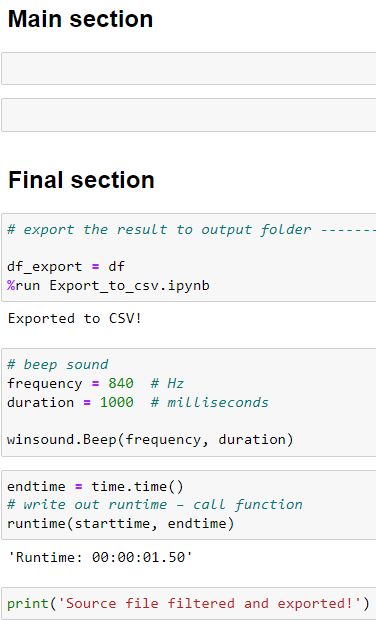 Main section
Final section
# export the result to output folder -------
df_export = df
%run Export_to_csv.ipynb
Exported to CSV!
# beep sound
frequency = 840  # Hz
duration = 1000  # milliseconds
winsound.Beep(frequency, duration)
endtime = time.time()
# write out runtime – call function
runtime(starttime, endtime)
'Runtime: 00:00:01.50'
print('Source file filtered and exported!')